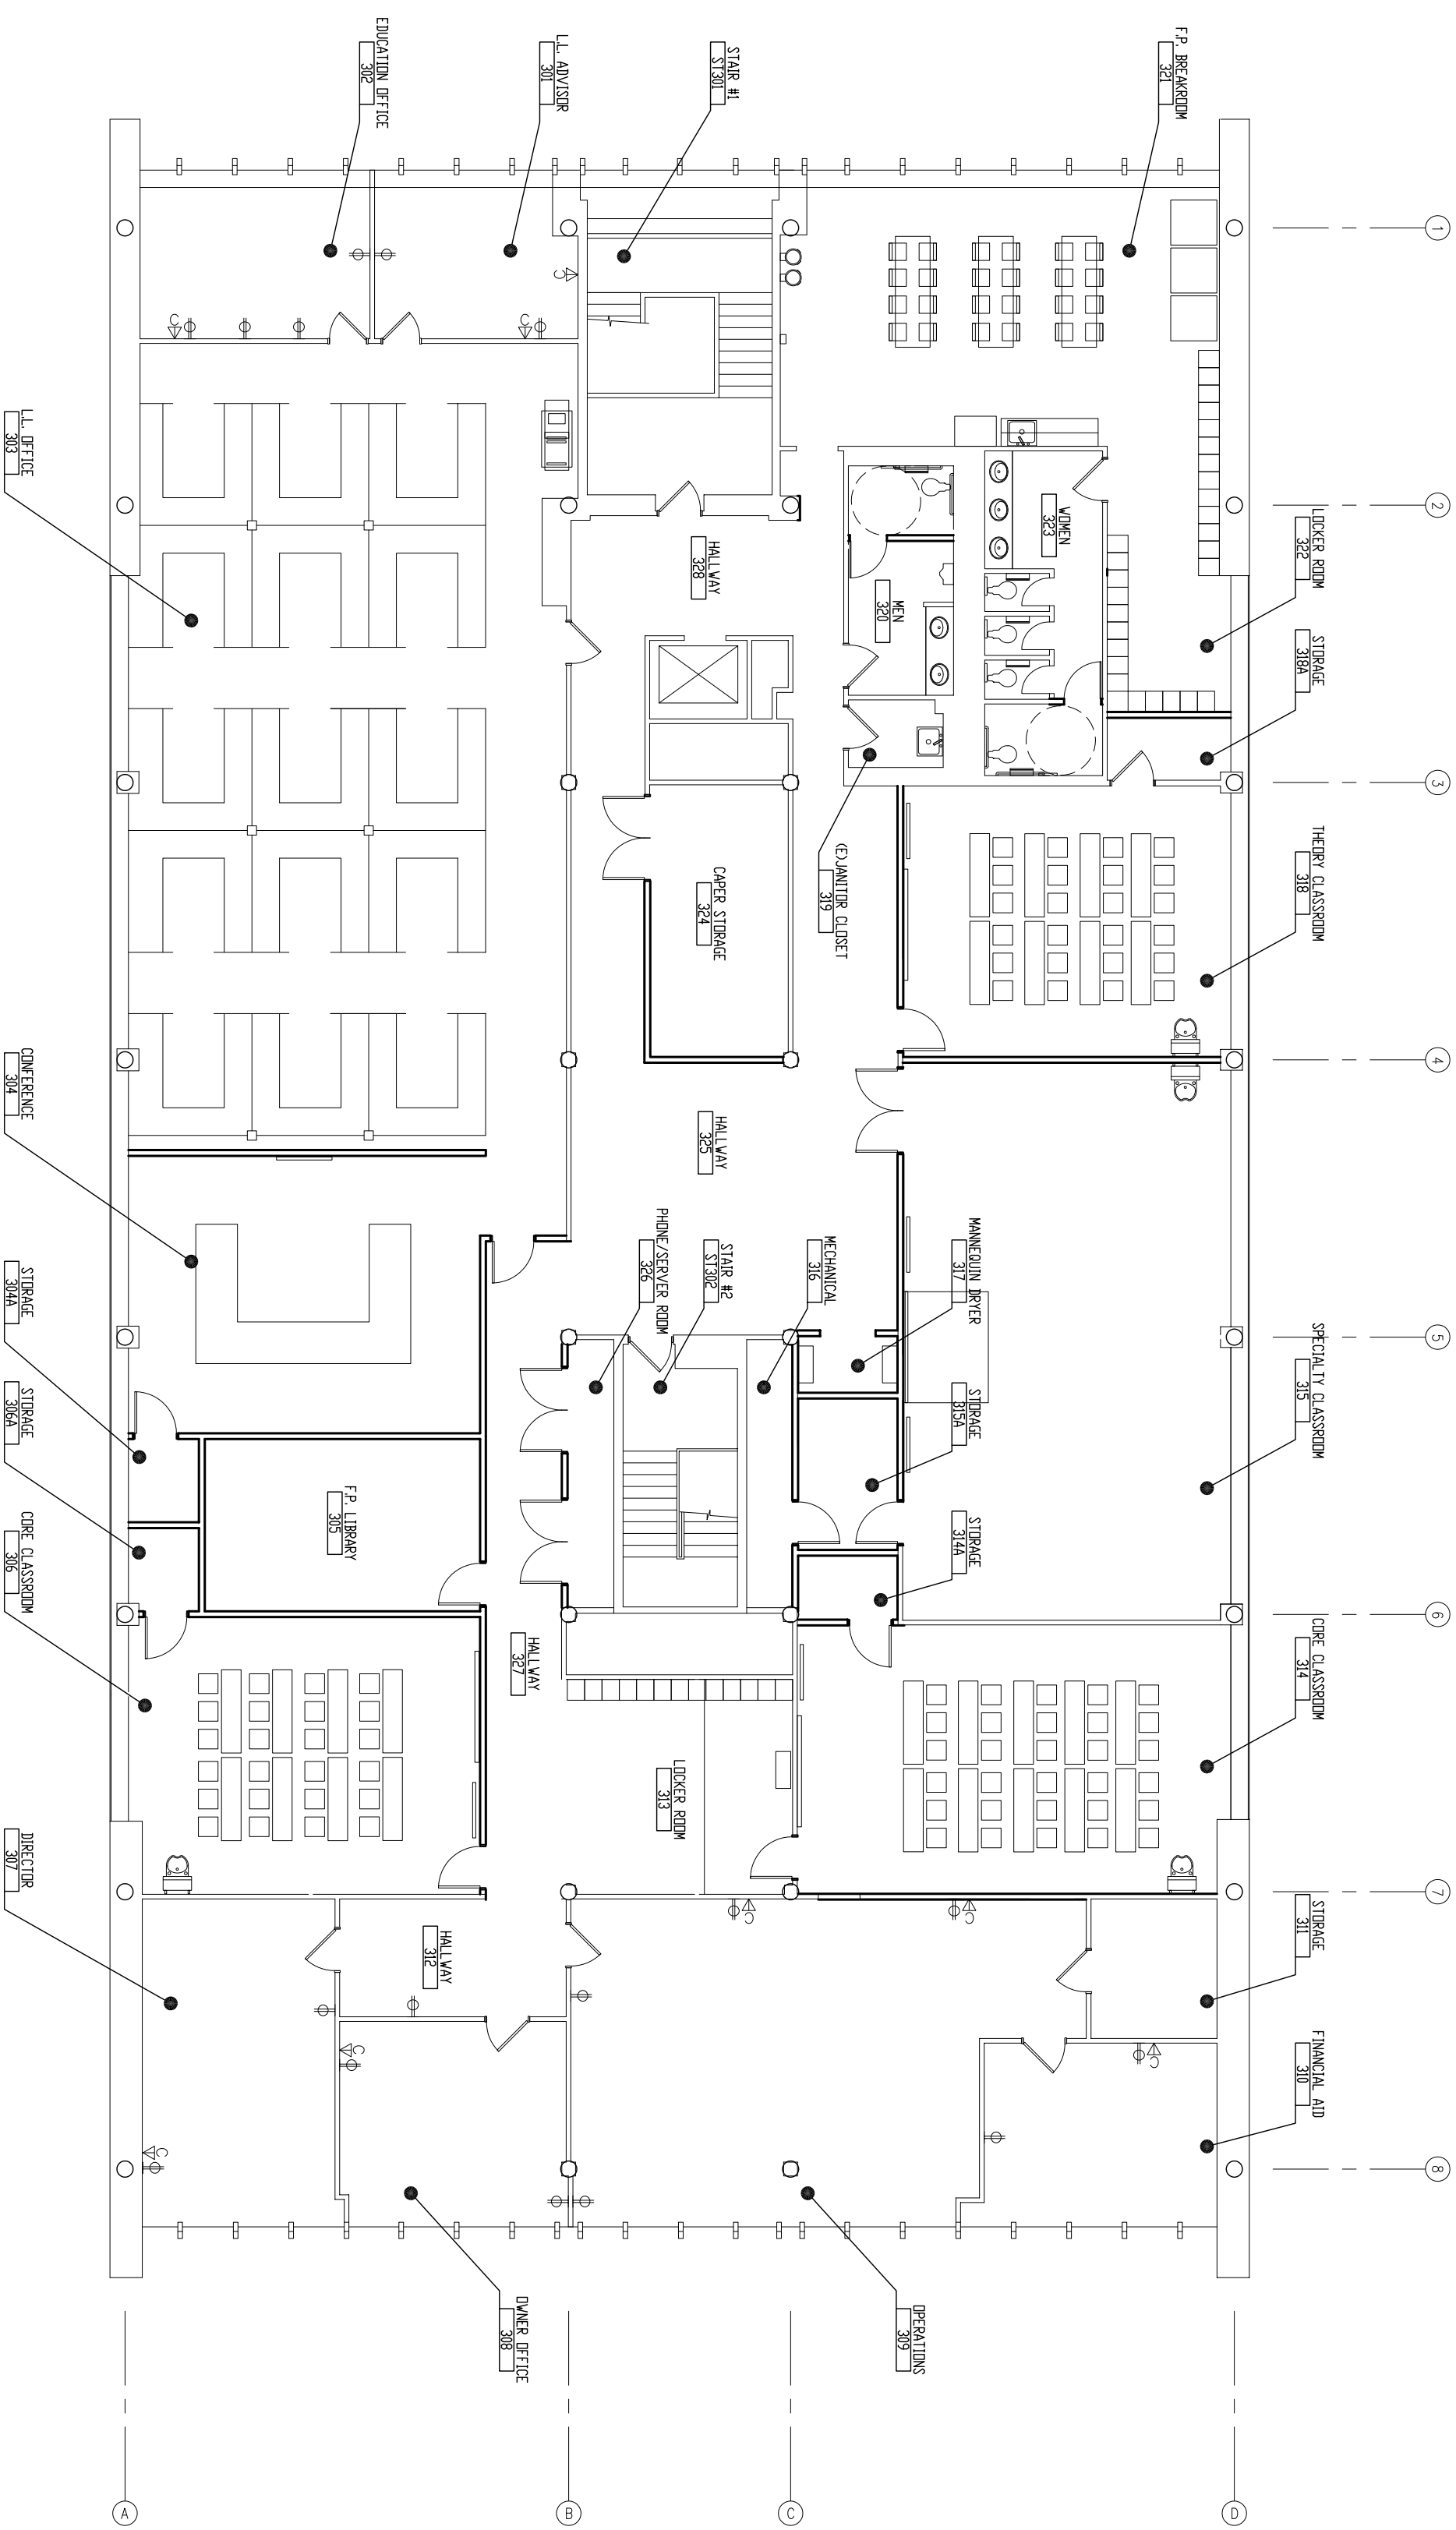 1
2
3
4
5
6
7
8
F.P. BREAKROOM
321
LOCKER ROOM
322
STORAGE
318A
THEORY CLASSROOM
318
SPECIALTY CLASSROOM
315
CORE CLASSROOM
314
STORAGE
311
FINANCIAL AID
310
D
WOMEN
323
MEN
320
(E)JANITOR CLOSET
319
MANNEQUIN DRYER
317
STORAGE
315A
STORAGE
314A
MECHANICAL
316
OPERATIONS
309
C
STAIR #1
ST301
HALLWAY
328
CAPER STORAGE
324
HALLWAY
325
STAIR #2
ST302
PHONE/SERVER ROOM
326
LOCKER ROOM
313
HALLWAY
327
B
L.L. ADVISOR
301
EDUCATION OFFICE
302
F.P. LIBRARY
305
HALLWAY
312
OWNER OFFICE
308
C
C
C
C
C
C
C
C
A
L.L. OFFICE
303
CONFERENCE
304
STORAGE
304A
STORAGE
306A
CORE CLASSROOM
306
DIRECTOR
307